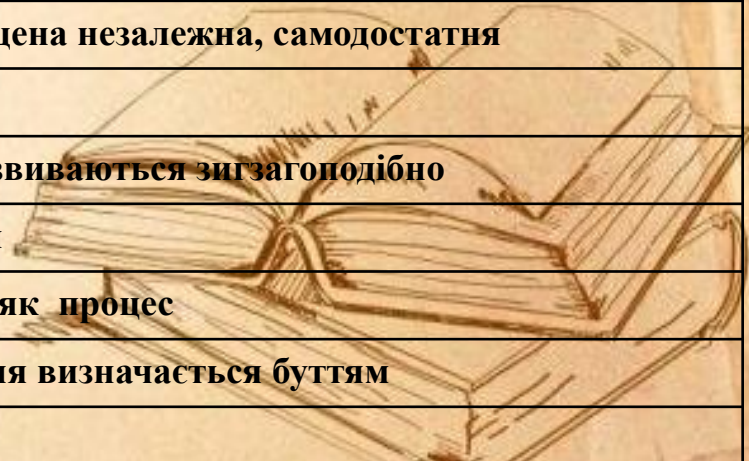 цена незалежна, самодостатня
звиваються зигзагоподібно
як процес
ня визначається буттям